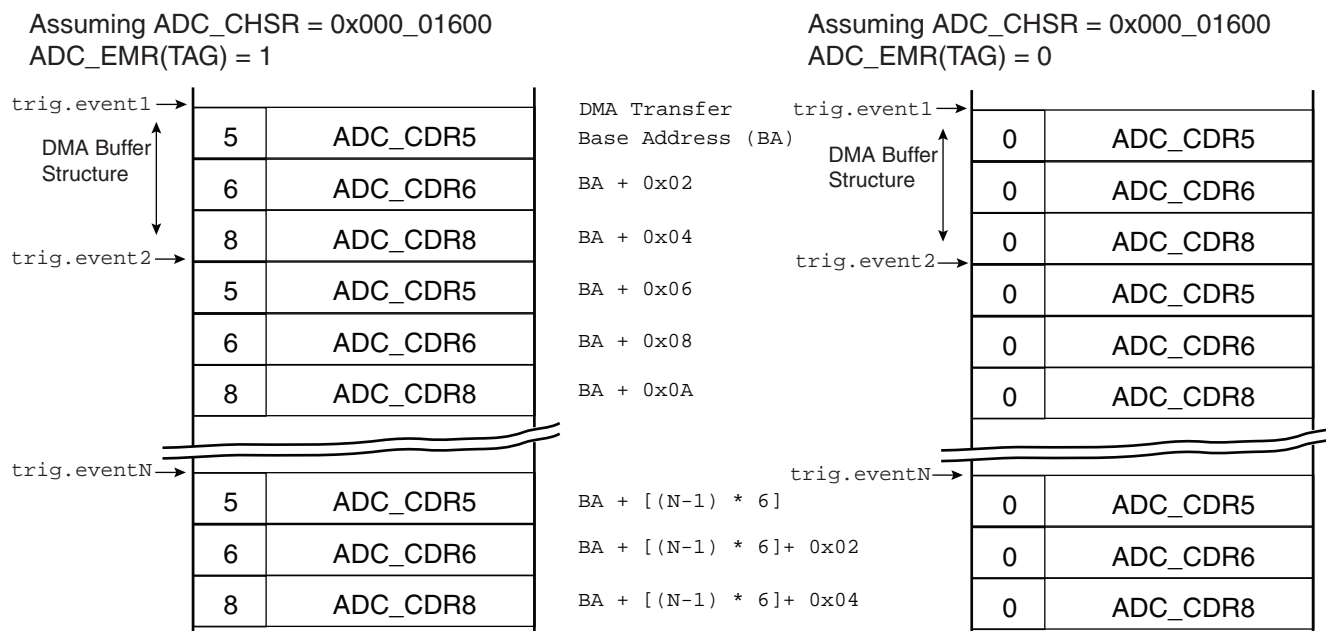 Assuming ADC_CHSR = 0x000_01600
ADC_EMR(TAG) = 1
trig.event1
DMA Buffer
Structure
5 ADC_CDR5
6 ADC_CDR6
8 ADC_CDR8
trig.event2
5 ADC_CDR5
6 ADC_CDR6
8 ADC_CDR8
trig.eventN
5 ADC_CDR5
6 ADC_CDR6
8 ADC_CDR8
DMA Transfer
Base Address (BA)
BA + 0x02
BA + 0x04
BA + 0x06
BA + 0x08
BA + 0x0A
BA + [(N-1) * 6]
BA + [(N-1) * 6]+ 0x02
BA + [(N-1) * 6]+ 0x04
Assuming ADC_CHSR = 0x000_01600
ADC_EMR(TAG) = 0
trig.event1
DMA Buffer
Structure
0 ADC_CDR5
0 ADC_CDR6
0 ADC_CDR8
trig.event2
0 ADC_CDR5
0 ADC_CDR6
0 ADC_CDR8
trig.eventN
0 ADC_CDR5
0 ADC_CDR6
0 ADC_CDR8